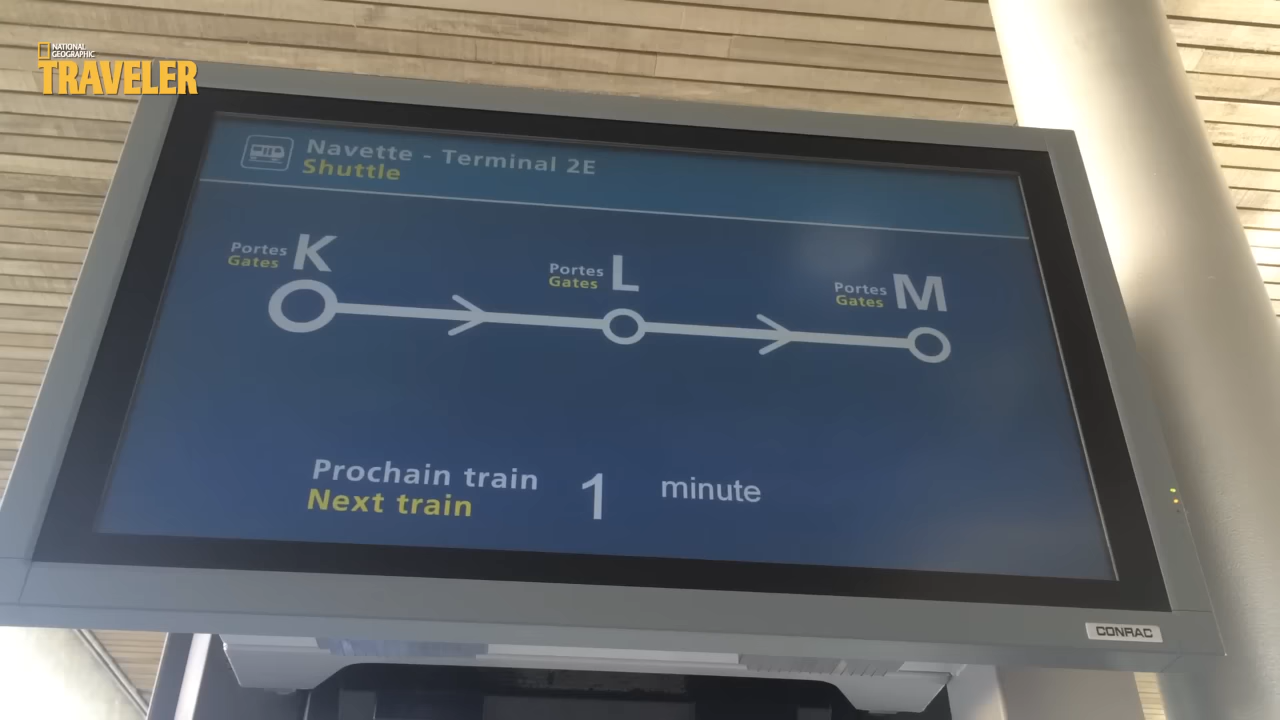 NATIONAL
GEOGRAPHIC
TRAVELER
Navette - Terminal 2E
Shuttle
Portes K
Gates
Portes L
Gates
Portes M
Gates
Prochain train 1 minute
Next train
CONRAC